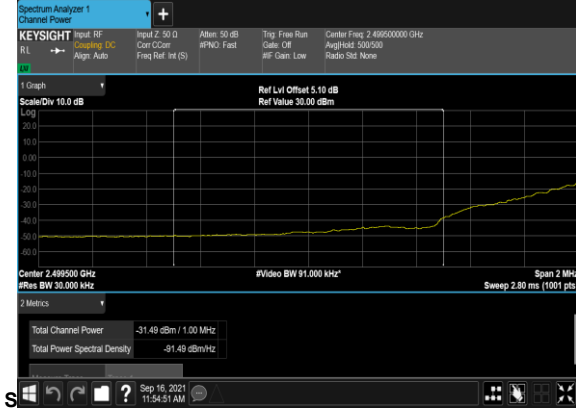 Spectrum Analyzer 1
Channel Power
+
KEYSIGHT
RL
Input: RF
Coupling: DC
Align: Auto
Input Z: 50 Ω
Corr CCorr
Freq Ref: Int (S)
Atten: 50 dB
#PNO: Fast
Trig: Free Run
Gate: Off
#IF Gain: Low
Center Freq: 2.499500000 GHz
Avg|Hold: 500/500
Radio Std: None
1 Graph
Ref Lvl Offset 5.10 dB
Scale/Div 10.0 dB
Ref Value 30.00 dBm
Log
20.0
10.0
0.00
-10.0
-20.0
-30.0
-40.0
-50.0
-60.0
Center 2.499500 GHz
#Video BW 91.000 kHz*
Span 2 MHz
#Res BW 30.000 kHz
Sweep 2.80 ms (1001 pts
2 Metrics
Total Channel Power -31.49 dBm / 1.00 MHz
Total Power Spectral Density -91.49 dBm/Hz
S
?
Sep 16, 2021
11:54:51 AM